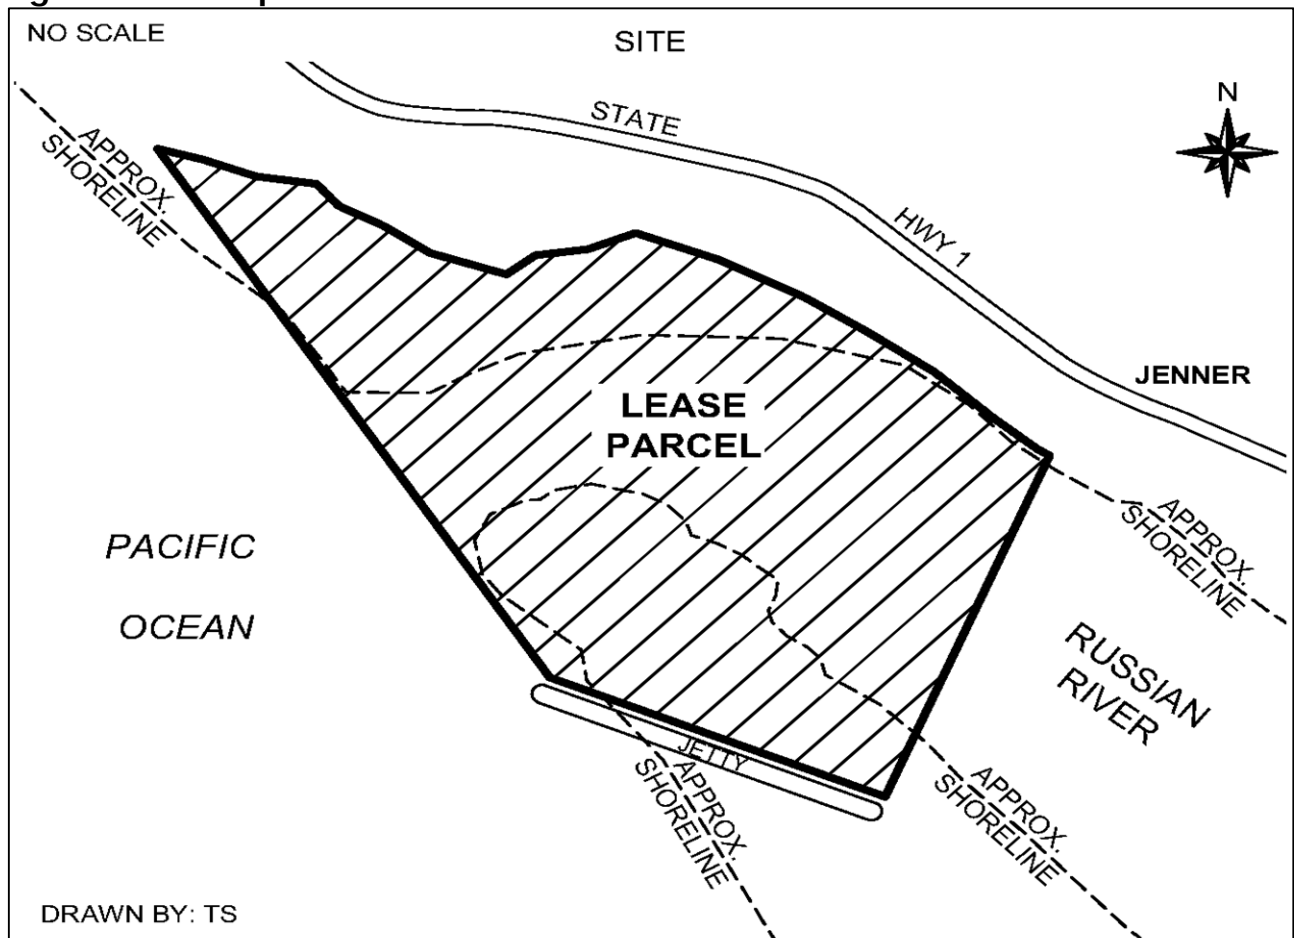 NO SCALE
SITE
N
STATE
HWY 1
APPROX.
SHORELINE
JENNER
LEASE
PARCEL
APPROX.
SHORELINE
PACIFIC
OCEAN
RUSSIAN
RIVER
JETTY
APPROX.
SHORELINE
APPROX.
SHORELINE
DRAWN BY: TS